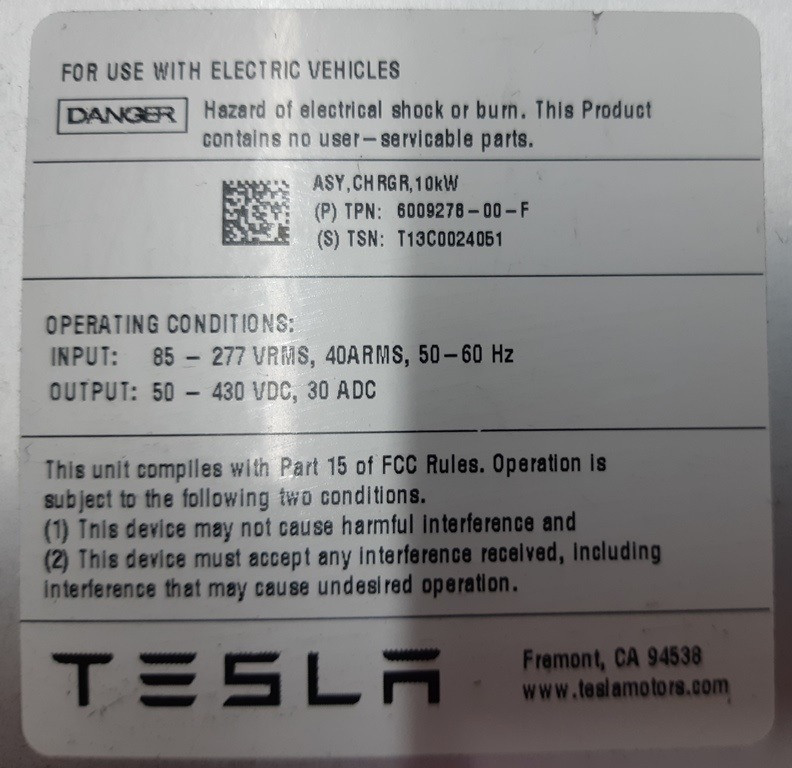 FOR USE WITH ELECTRIC VEHICLES
DANGER
Hazard of electrical shock or burn. This Product
contains no user-servicable parts.
ASY,CHRGR,10kW
(P) TPN: 6009278-00-F
(S) TSN: T13C0024051
OPERATING CONDITIONS:
INPUT: 85 - 277 VRMS, 40ARMS, 50-60 Hz
OUTPUT: 50 - 430 VDC, 30 ADC
This unit complies with Part 15 of FCC Rules. Operation is
subject to the following two conditions.
(1) This device may not cause harmful interference and
(2) This device must accept any interference received, including
interference that may cause undesired operation.
TESLA
Fremont, CA 94538
www.teslamotors.com